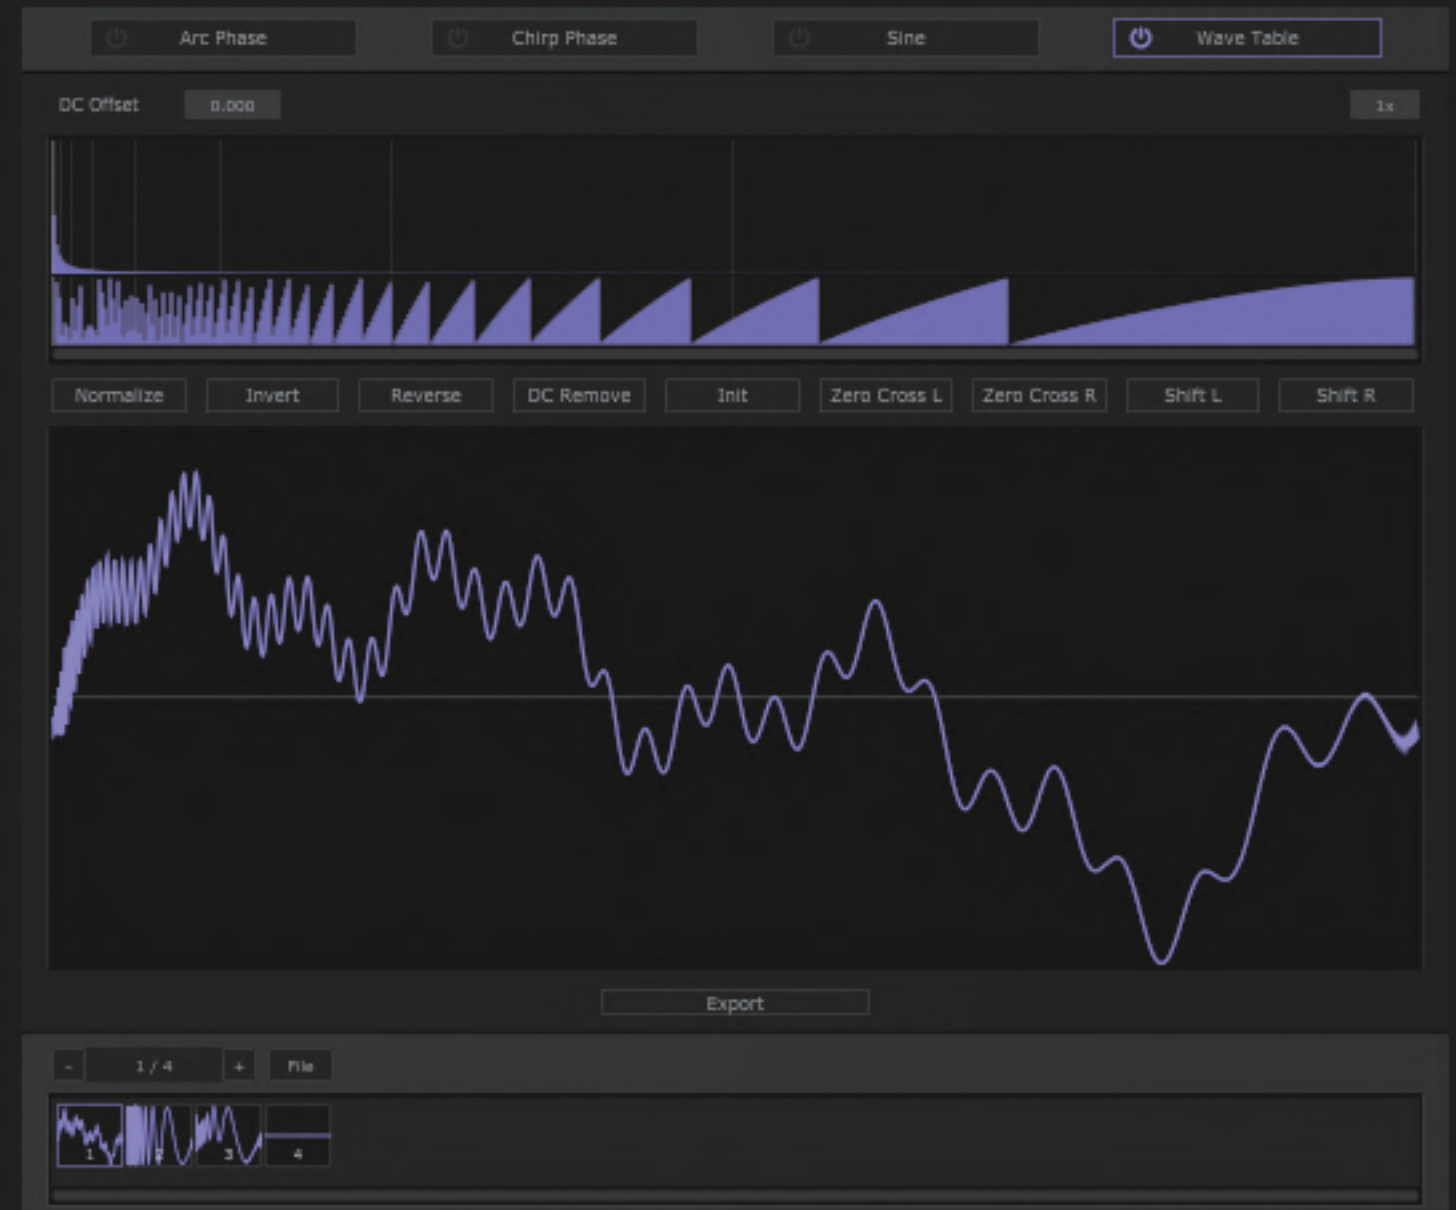 Arc Phase Chirp Phase Sine Wave Table
DC Offset 0.000 1x
Normalize Invert Reverse DC Remove Init Zero Cross L Zero Cross R Shift L Shift R
Export
- 1 / 4 + File
1 2 3 4